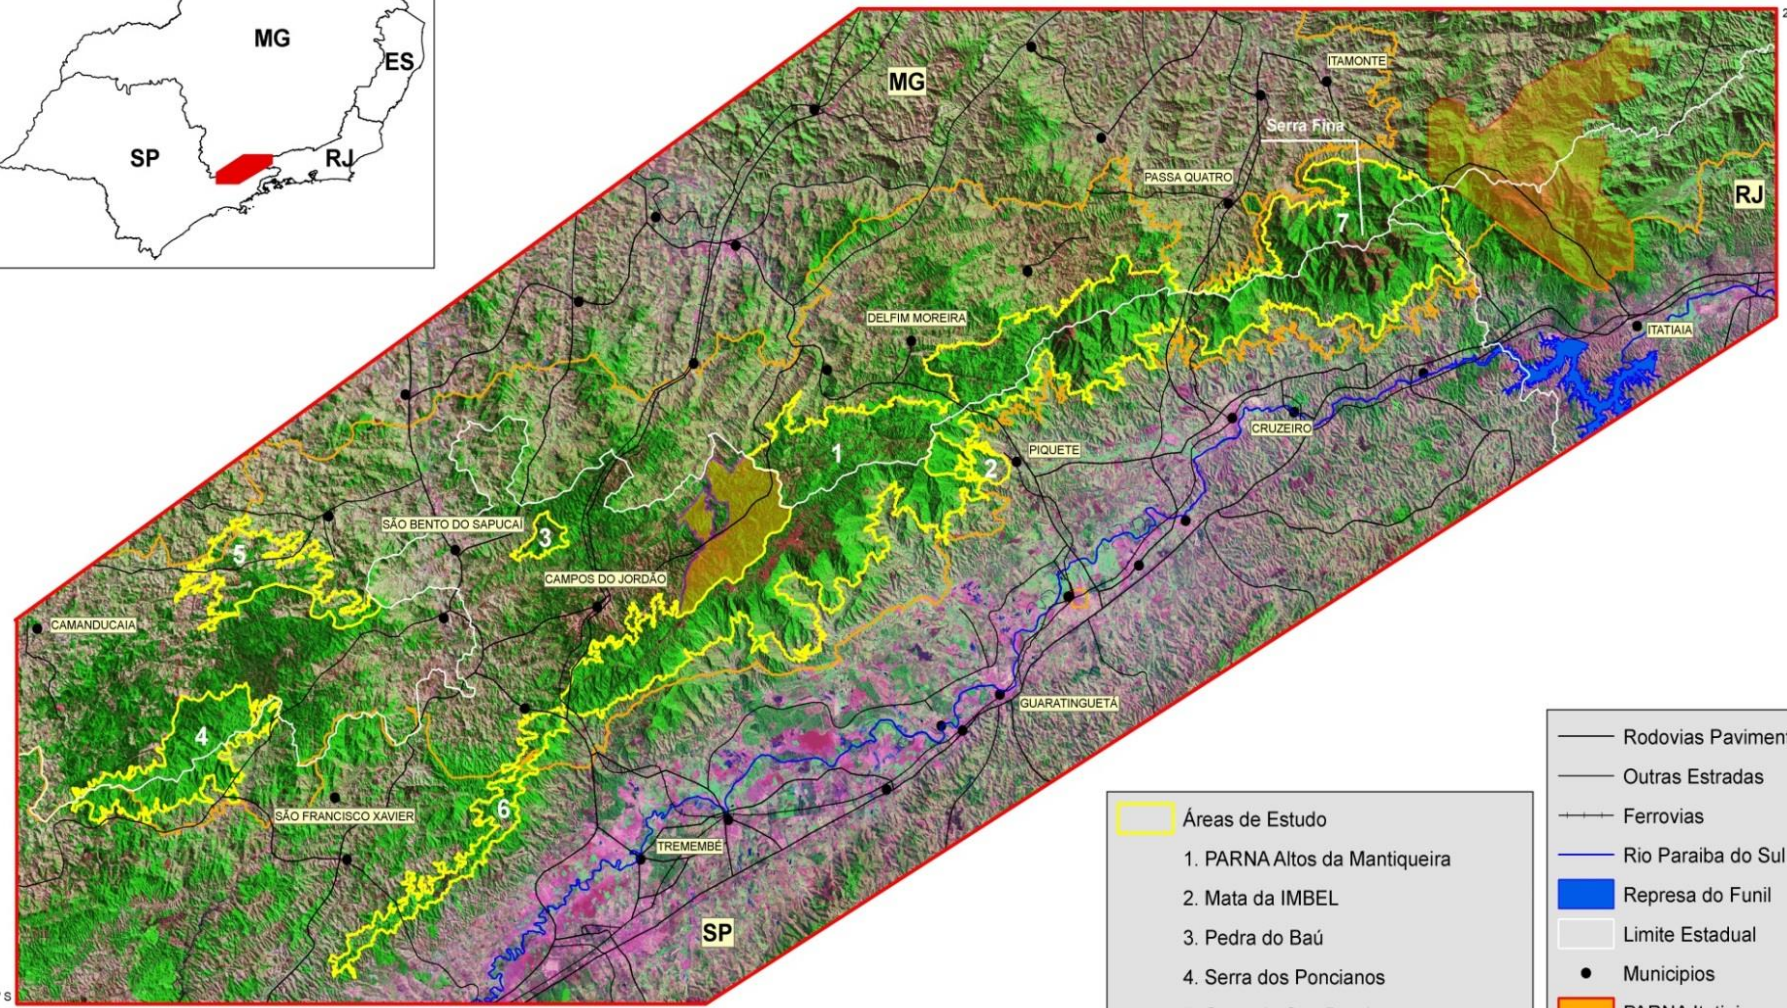 MG
ES
SP
RJ
MG
ITAMONTE
Serra Fina
PASSA QUATRO
RJ
7
DELFIM MOREIRA
ITATIAIA
CRUZEIRO
1
PIQUETE
2
SÃO BENTO DO SAPUCAÍ
3
5
CAMPOS DO JORDÃO
CAMANDUCAIA
GUARATINGUETÁ
4
6
SÃO FRANCISCO XAVIER
TREMEMBÉ
SP
Áreas de Estudo
1. PARNA Altos da Mantiqueira
2. Mata da IMBEL
3. Pedra do Baú
4. Serra dos Poncianos
Rodovias Paviment
Outras Estradas
Ferrovias
Rio Paraiba do Sul
Represa do Funil
Limite Estadual
Municipios